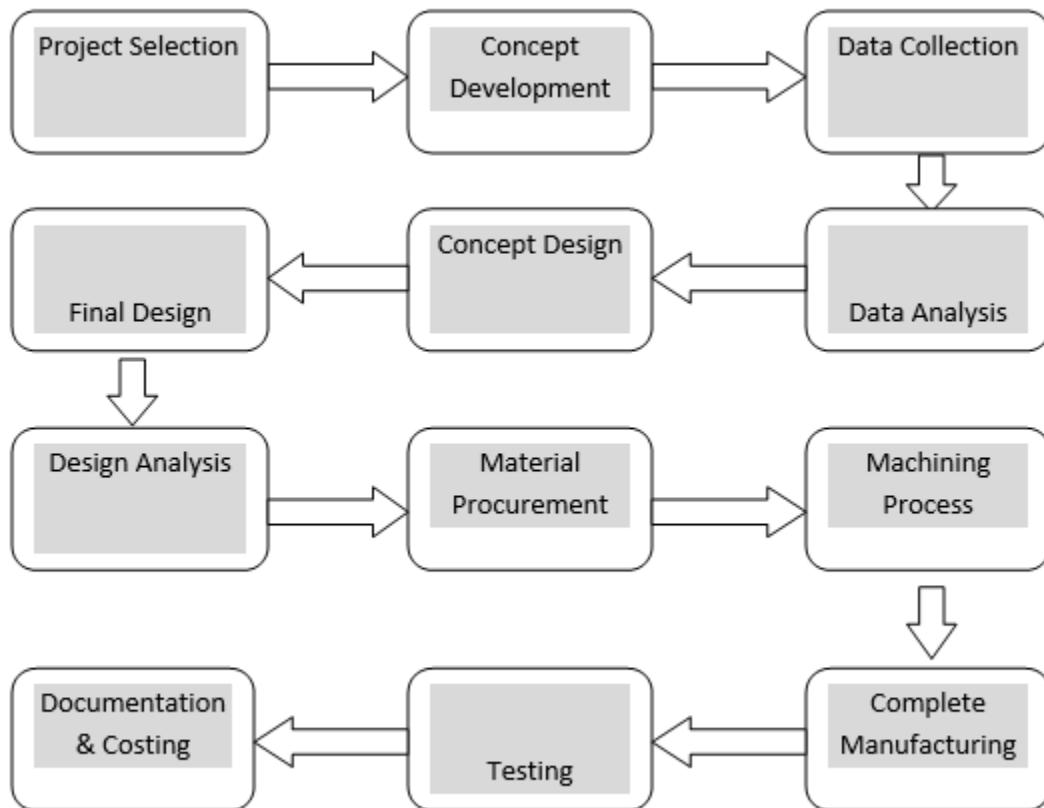 Project Selection
Concept
Development
Data Collection
Data Analysis
Concept Design
Final Design
Design Analysis
Material
Procurement
Machining
Process
Complete
Manufacturing
Testing
Documentation
& Costing